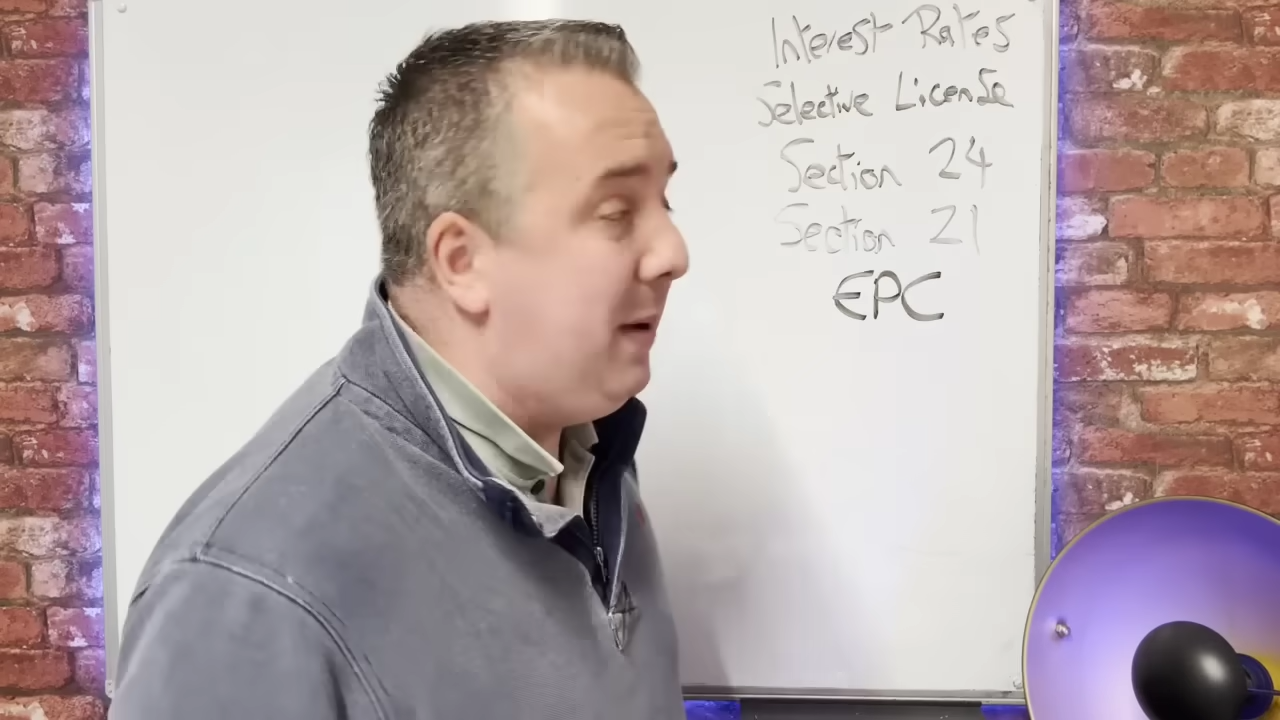 Interest Rates
Selective License
Section 24
Section 21
EPC